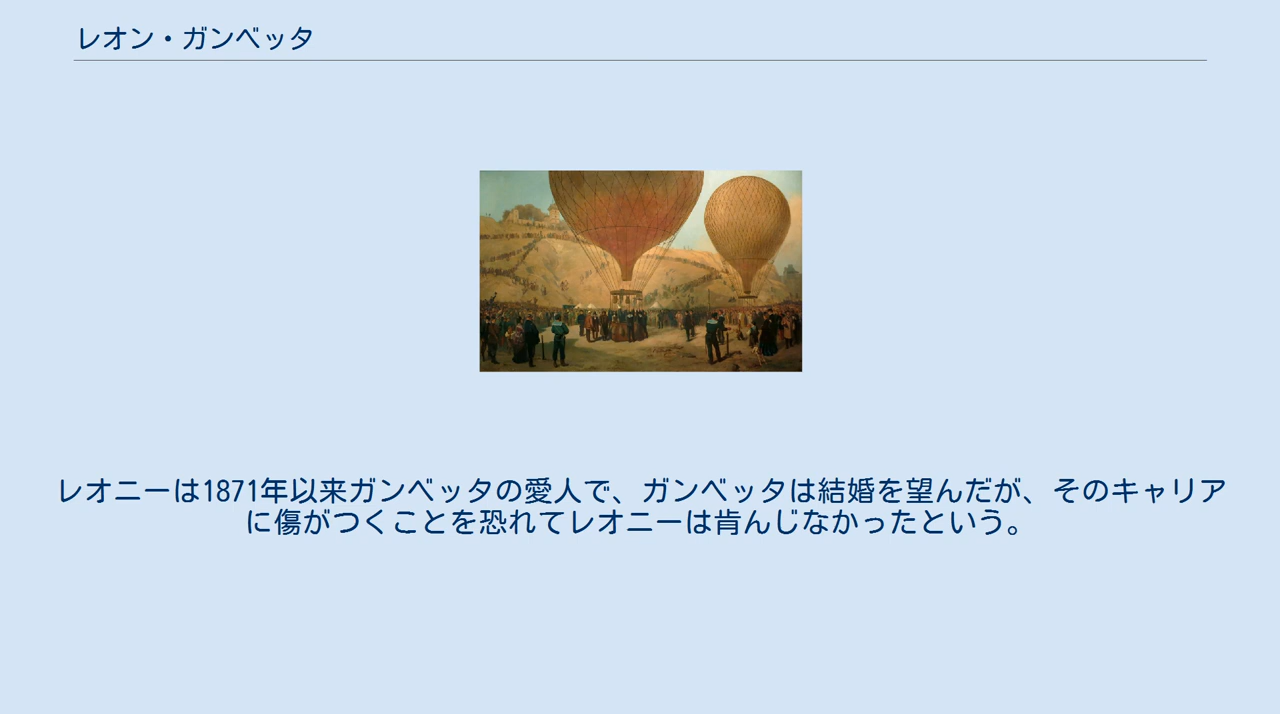 レオン・ガンベッタ
レオニーは1871年以来ガンベッタの愛人で、ガンベッタは結婚を望んだが、そのキャリア
に傷がつくことを恐れてレオニーは肯んじなかったという。